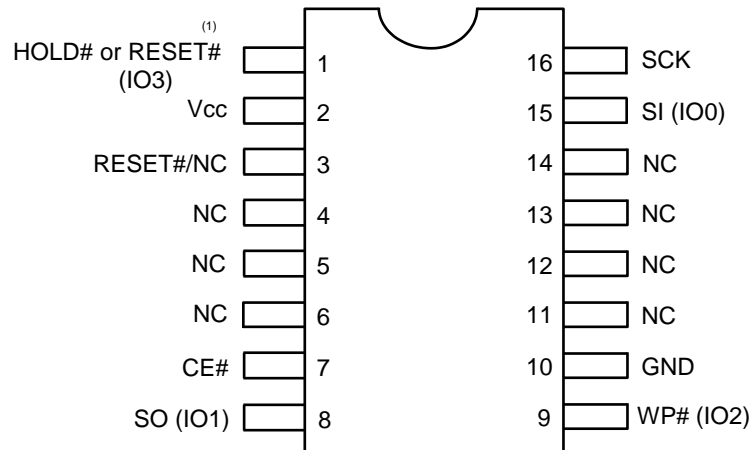 (1)
HOLD# or RESET#
(IO3)
1
16
SCK
Vcc
2
15
SI (IO0)
RESET#/NC
3
14
NC
NC
4
13
NC
NC
5
12
NC
NC
6
11
NC
CE#
7
10
GND
SO (IO1)
8
9
WP# (IO2)